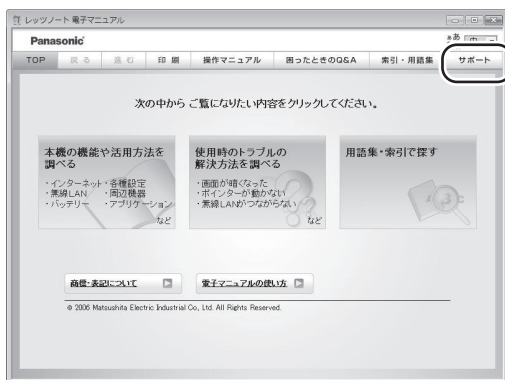 レッツノート 電子マニュアル
Panasonic
ああ 中
TOP 戻る 進む 印刷 操作マニュアル 困ったときのQ&A 索引・用語集 サポート
次の中から ご覧になりたい内容をクリックしてください。
本機の機能や活用方法を
調べる
・インターネット・各種設定
・無線LAN ・周辺機器
・バッテリー ・アプリケーション
など
使用時のトラブルの
解決方法を調べる
・画面が暗くなった
・ポインターが動かない
・無線LANがつながらない
など
用語集・索引で探す
商標・表記について
電子マニュアルの使い方
© 2006 Matsushita Electric Industrial Co., Ltd. All Rights Reserved.